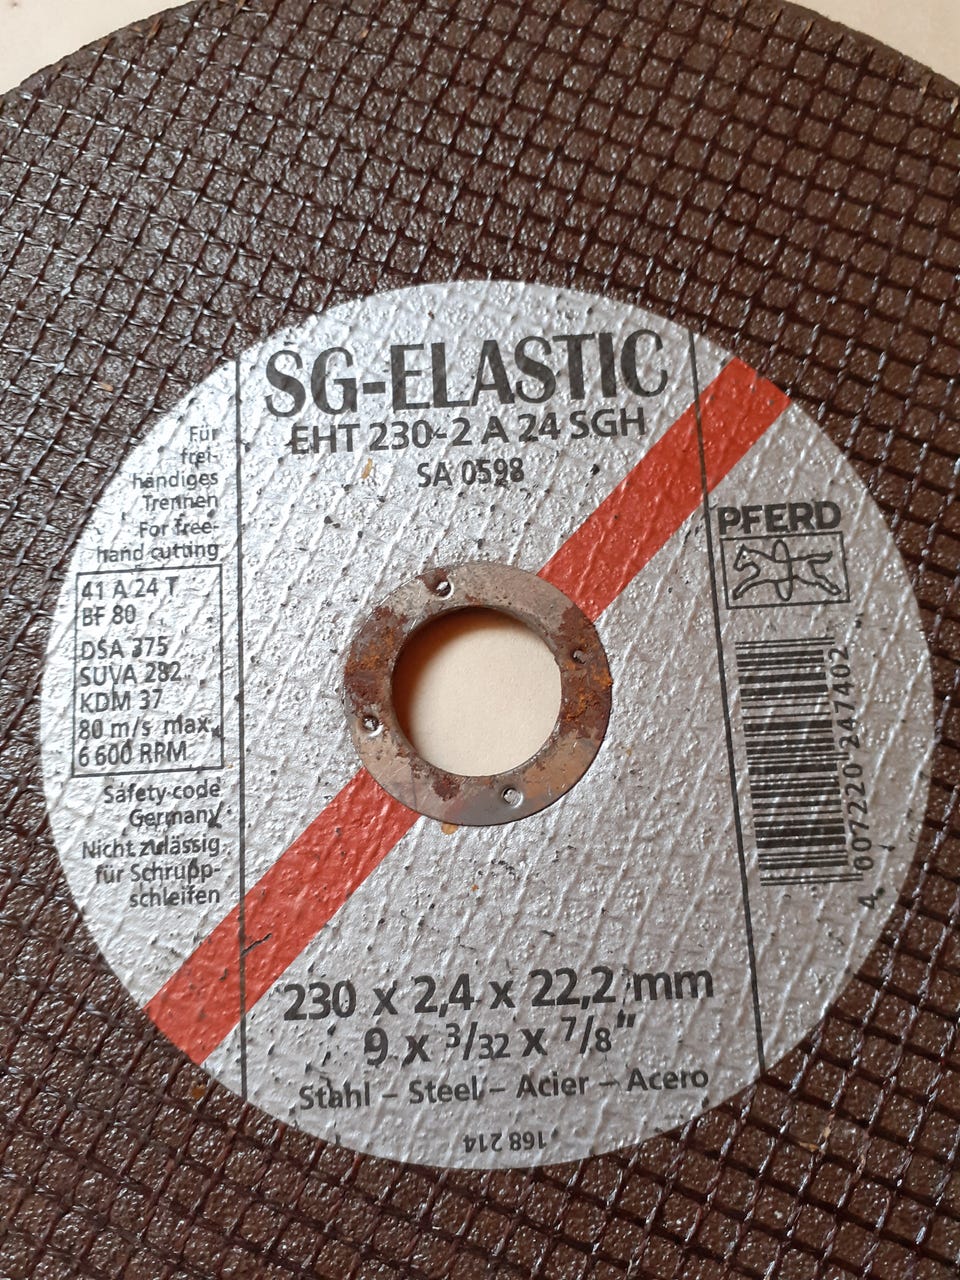 SG-ELASTIC
EHT 230-2 A 24 SGH
SA 0598
Für
frei-
händiges
Trennen
For free-
hand cutting
41 A 24 T
BF 80
DSA 375
SUVA 282
KDM 37
80 m/s max.
6 600 RPM
Safety code
Germany
Nicht zulässig
für Schrupp-
schleifen
PFERD
4 007220 247402
230 x 2,4 x 22,2 mm
9 x 3/32 x 7/8"
Stahl – Steel – Acier – Acero
168 214